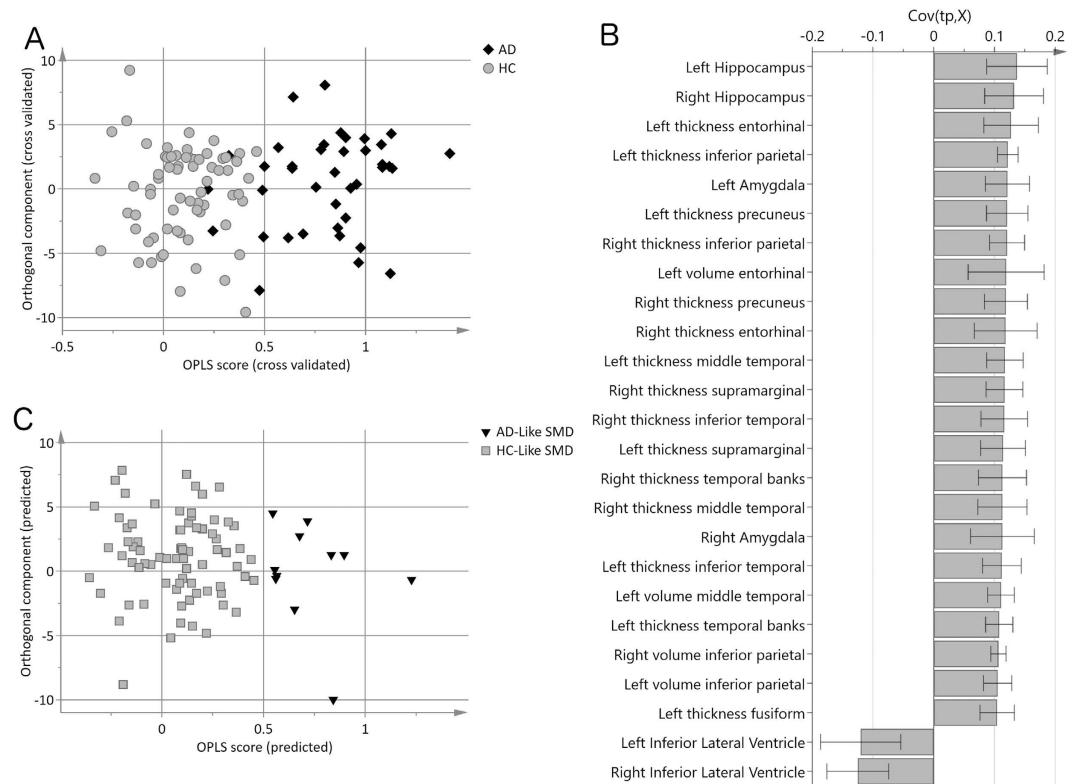 A
AD
HC
Orthogonal component (cross validated)
10
5
0
-5
-10
-0.5
0
0.5
1
OPLS score (cross validated)
B
Cov(tp,X)
-0.2
-0.1
0
0.1
0.2
Left Hippocampus
Right Hippocampus
Left thickness entorhinal
Left thickness inferior parietal
Left Amygdala
Left thickness precuneus
Right thickness inferior parietal
Left volume entorhinal
Right thickness precuneus
Right thickness entorhinal
Left thickness middle temporal
Right thickness supramarginal
Right thickness inferior temporal
Left thickness supramarginal
Right thickness temporal banks
Right thickness middle temporal
Right Amygdala
Left thickness inferior temporal
Left volume middle temporal
Left thickness temporal banks
Right volume inferior parietal
Left volume inferior parietal
Left thickness fusiform
Left Inferior Lateral Ventricle
Right Inferior Lateral Ventricle
C
AD-Like SMD
HC-Like SMD
Orthogonal component (predicted)
10
5
0
-5
-10
0
0.5
1
OPLS score (predicted)